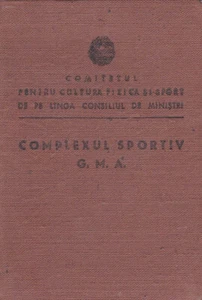 COMITETUL
PENTRU CULTURA FIZICA SI SPORT
DE PE LINGA CONSILIUL DE MINISTRI
COMPLEXUL SPORTIV
G. M. A.